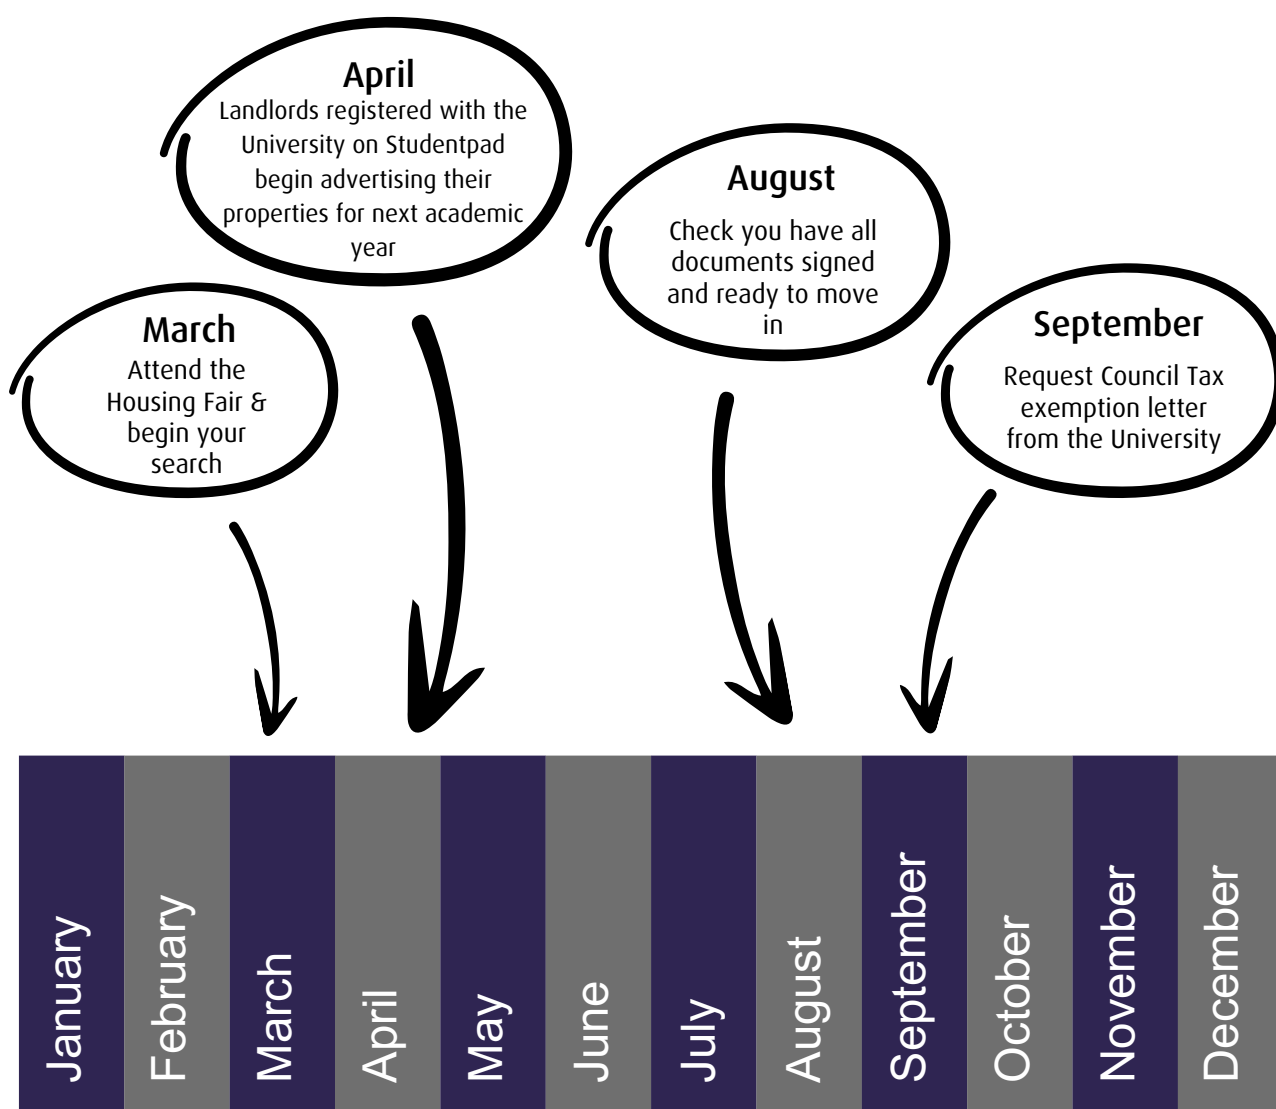 April
Landlords registered with the
University on Studentpad
begin advertising their
properties for next academic
year
August
Check you have all
documents signed
and ready to move
in
March
Attend the
Housing Fair &
begin your
search
September
Request Council Tax
exemption letter
from the University
January
February
March
April
May
June
July
August
September
October
November
December